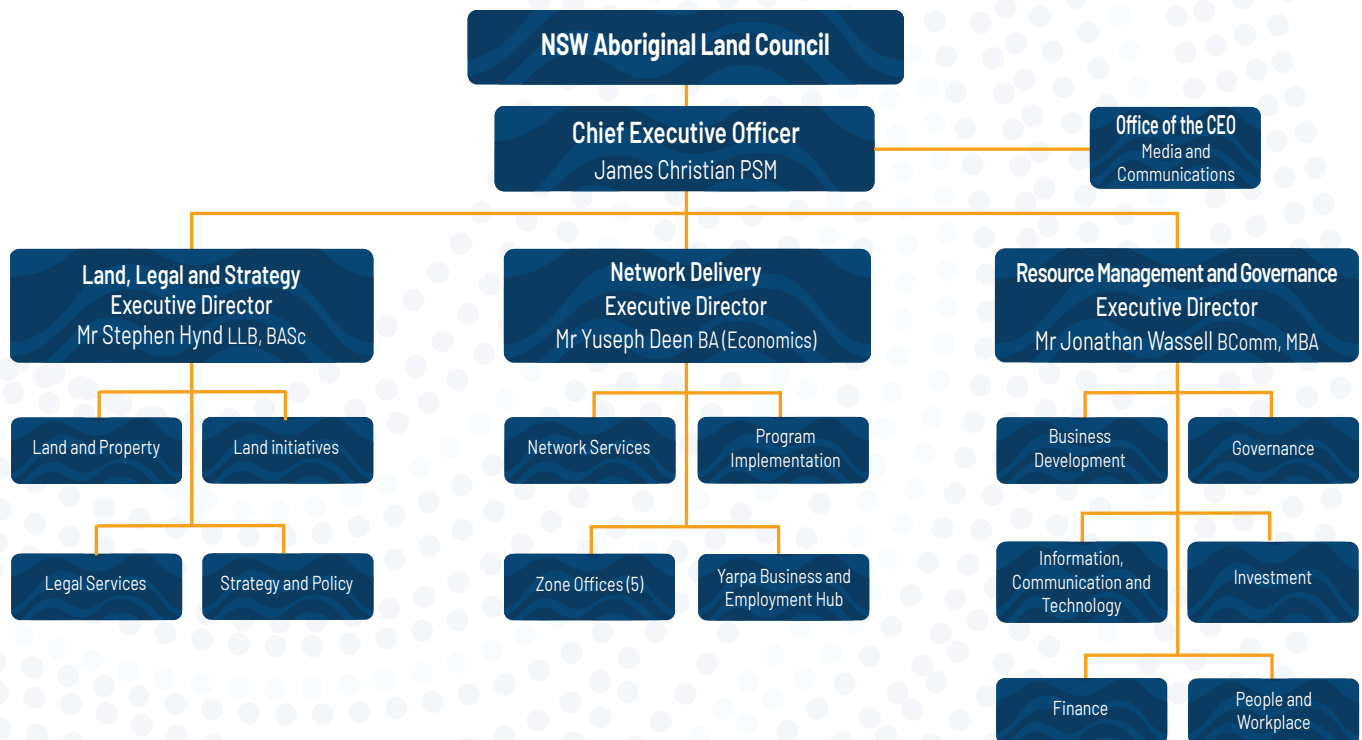 NSW Aboriginal Land Council
Chief Executive Officer
James Christian PSM
Office of the CEO
Media and
Communications
Land, Legal and Strategy
Executive Director
Mr Stephen Hynd LLB, BASc
Network Delivery
Executive Director
Mr Yuseph Deen BA (Economics)
Resource Management and Governance
Executive Director
Mr Jonathan Wassell BComm, MBA
Land and Property
Land initiatives
Legal Services
Strategy and Policy
Network Services
Program
Implementation
Zone Offices (5)
Yarpa Business and
Employment Hub
Business
Development
Governance
Information,
Communication and
Technology
Investment
Finance
People and
Workplace